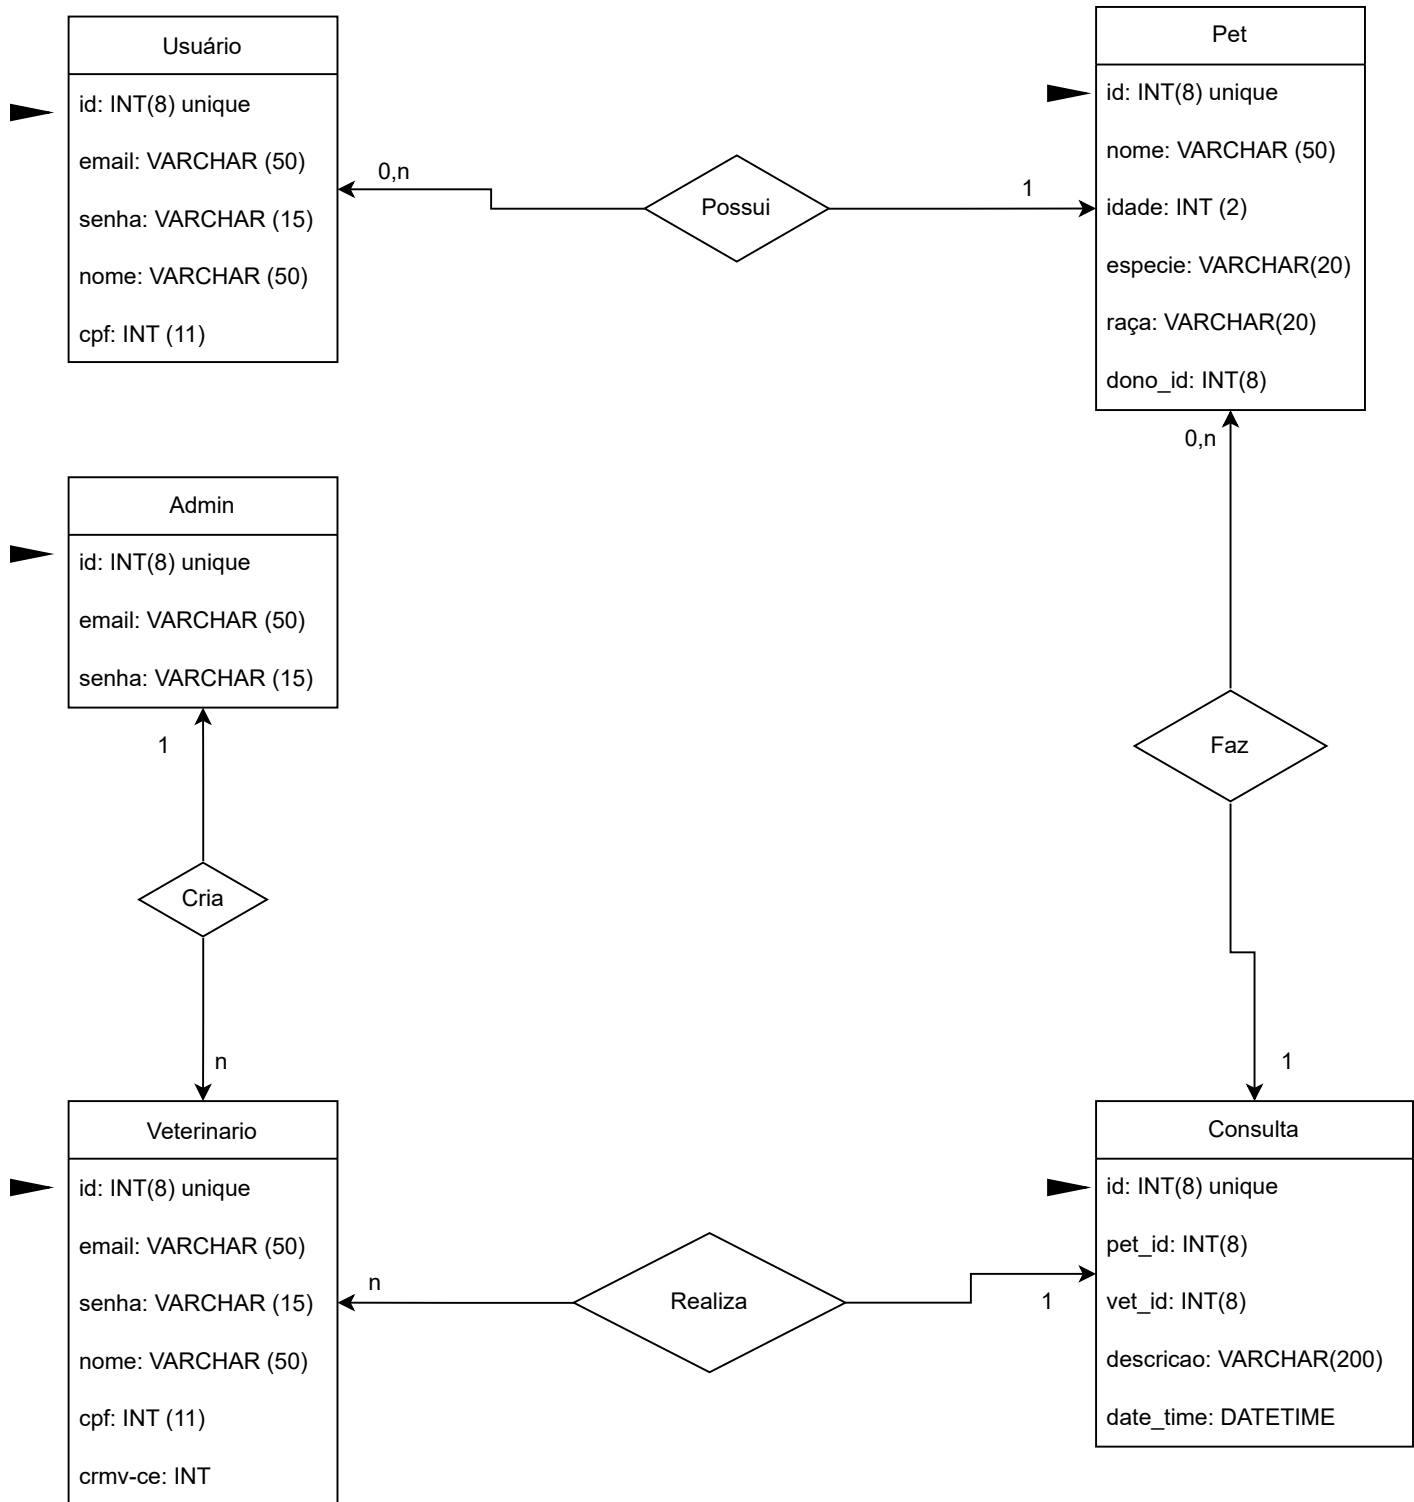 Usuário
id: INT(8) unique
email: VARCHAR (50)
senha: VARCHAR (15)
nome: VARCHAR (50)
cpf: INT (11)
0,n
Possui
1
Pet
id: INT(8) unique
nome: VARCHAR (50)
idade: INT (2)
especie: VARCHAR(20)
raça: VARCHAR(20)
dono_id: INT(8)
0,n
Admin
id: INT(8) unique
email: VARCHAR (50)
senha: VARCHAR (15)
1
Cria
n
Faz
1
Veterinario
id: INT(8) unique
email: VARCHAR (50)
senha: VARCHAR (15)
nome: VARCHAR (50)
cpf: INT (11)
crmv-ce: INT
n
Realiza
1
Consulta
id: INT(8) unique
pet_id: INT(8)
vet_id: INT(8)
descricao: VARCHAR(200)
date_time: DATETIME